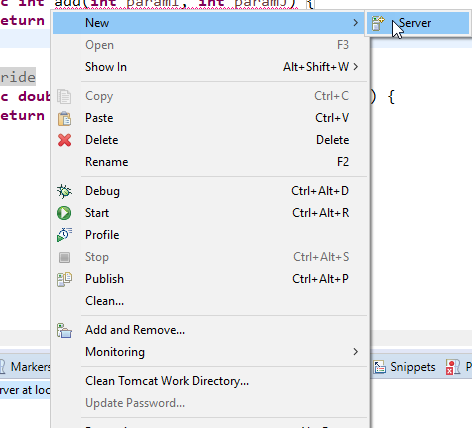 c int add(int parami, int paramj) {
New > Server
return
Open F3
Show In Alt+Shift+W >
ride
Copy Ctrl+C
c doub ) {
Paste Ctrl+V
return
Delete Delete
Rename F2
Debug Ctrl+Alt+D
Start Ctrl+Alt+R
Profile
Stop Ctrl+Alt+S
Publish Ctrl+Alt+P
Clean...
Add and Remove...
Monitoring >
Markers Snippets P
Clean Tomcat Work Directory...
rver at loc
Update Password...